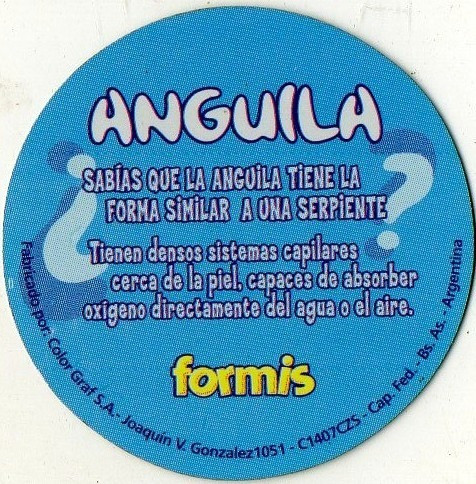 ANGUILA
¿SABÍAS QUE LA ANGUILA TIENE LA
FORMA SIMILAR A UNA SERPIENTE?
Tienen densos sistemas capilares
cerca de la piel, capaces de absorber
oxígeno directamente del agua o el aire.
formis
Fabricado por: Color Graf S.A.- Joaquín V. Gonzalez1051 - C1407CZS - Cap. Fed. - Bs. As. - Argentina